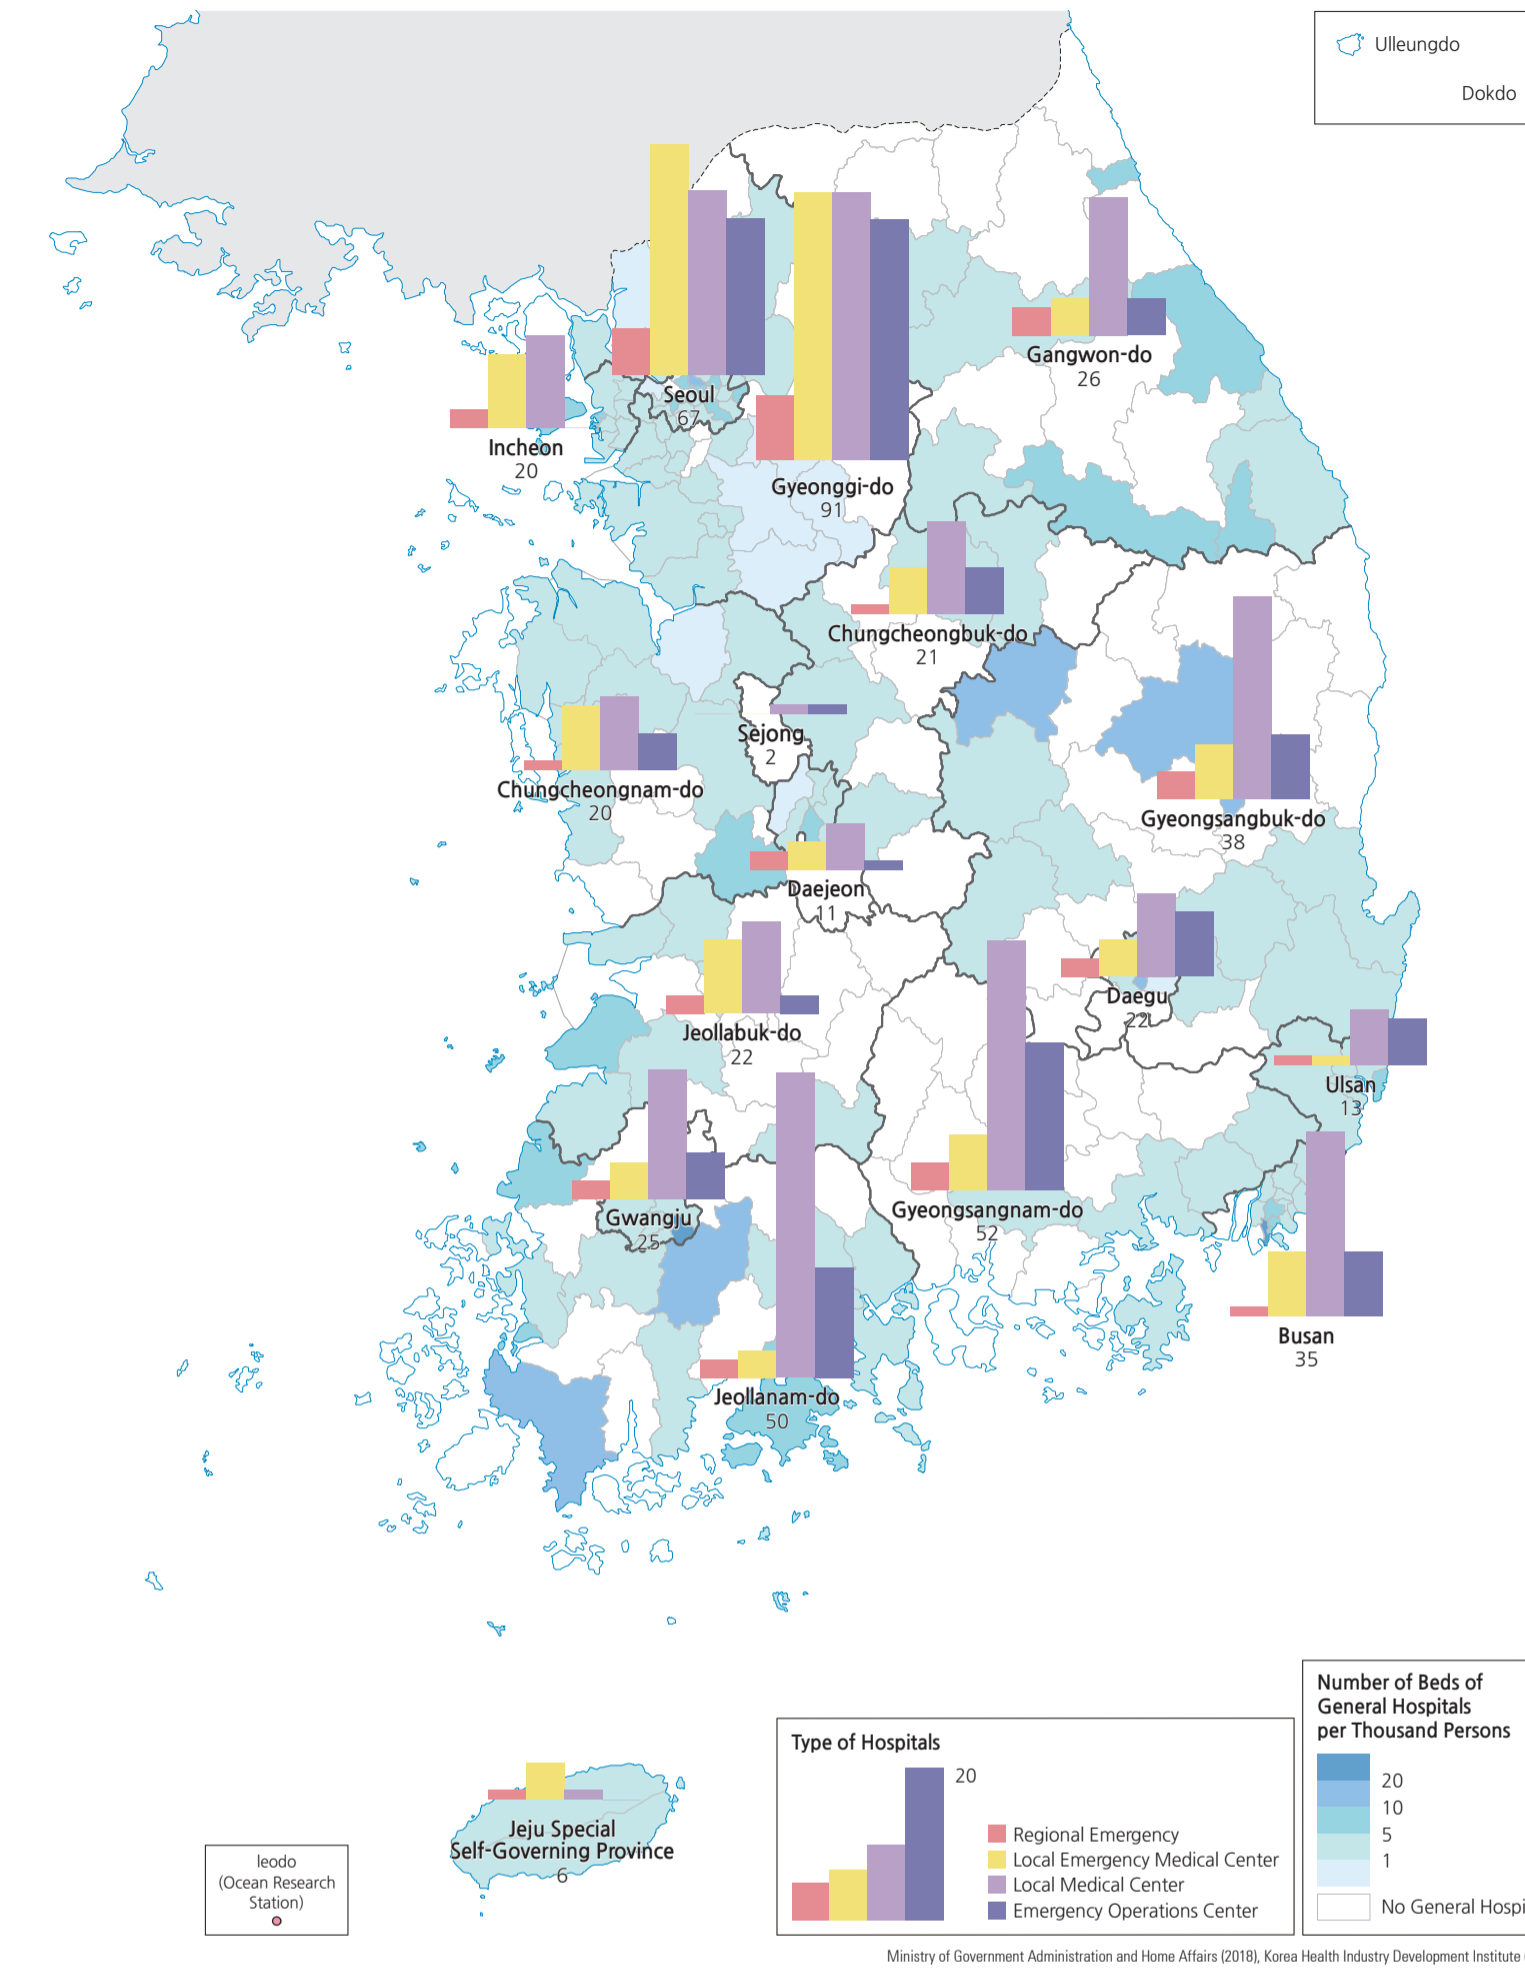 Ulleungdo
Dokdo
Gangwon-do
26
Seoul
67
Incheon
20
Gyeonggi-do
91
Chungcheongbuk-do
21
Sejong
2
Chungcheongnam-do
20
Gyeongsangbuk-do
38
Daejeon
11
Daegu
22
Jeollabuk-do
22
Ulsan
13
Gwangju
25
Gyeongsangnam-do
52
Busan
35
Jeollanam-do
50
Jeju Special
Self-Governing Province
6
Ieodo
(Ocean Research
Station)
Type of Hospitals
20
Regional Emergency
Local Emergency Medical Center
Local Medical Center
Emergency Operations Center
Number of Beds of
General Hospitals
per Thousand Persons
20
10
5
1
No General Hospi
Ministry of Government Administration and Home Affairs (2018), Korea Health Industry Development Institute